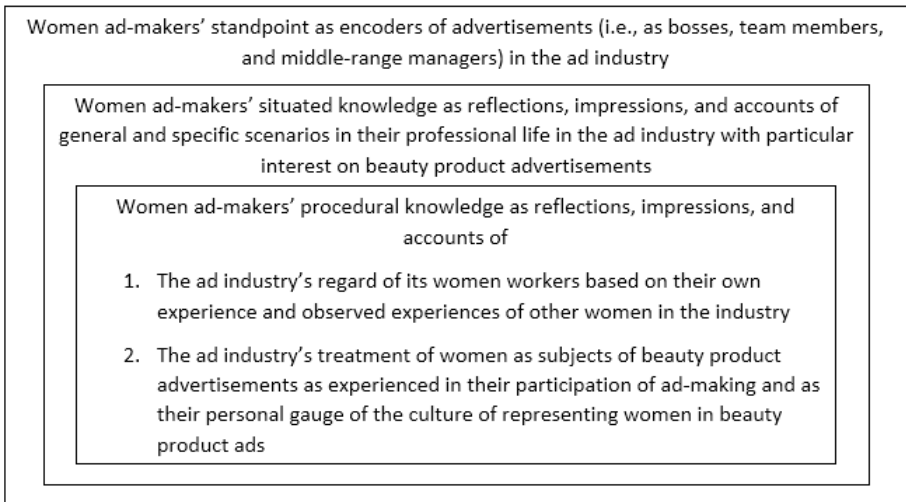 Women ad-makers’ standpoint as encoders of advertisements (i.e., as bosses, team members,
and middle-range managers) in the ad industry
Women ad-makers’ situated knowledge as reflections, impressions, and accounts of
general and specific scenarios in their professional life in the ad industry with particular
interest on beauty product advertisements
Women ad-makers’ procedural knowledge as reflections, impressions, and
accounts of
1. The ad industry’s regard of its women workers based on their own
experience and observed experiences of other women in the industry
2. The ad industry’s treatment of women as subjects of beauty product
advertisements as experienced in their participation of ad-making and as
their personal gauge of the culture of representing women in beauty
product ads